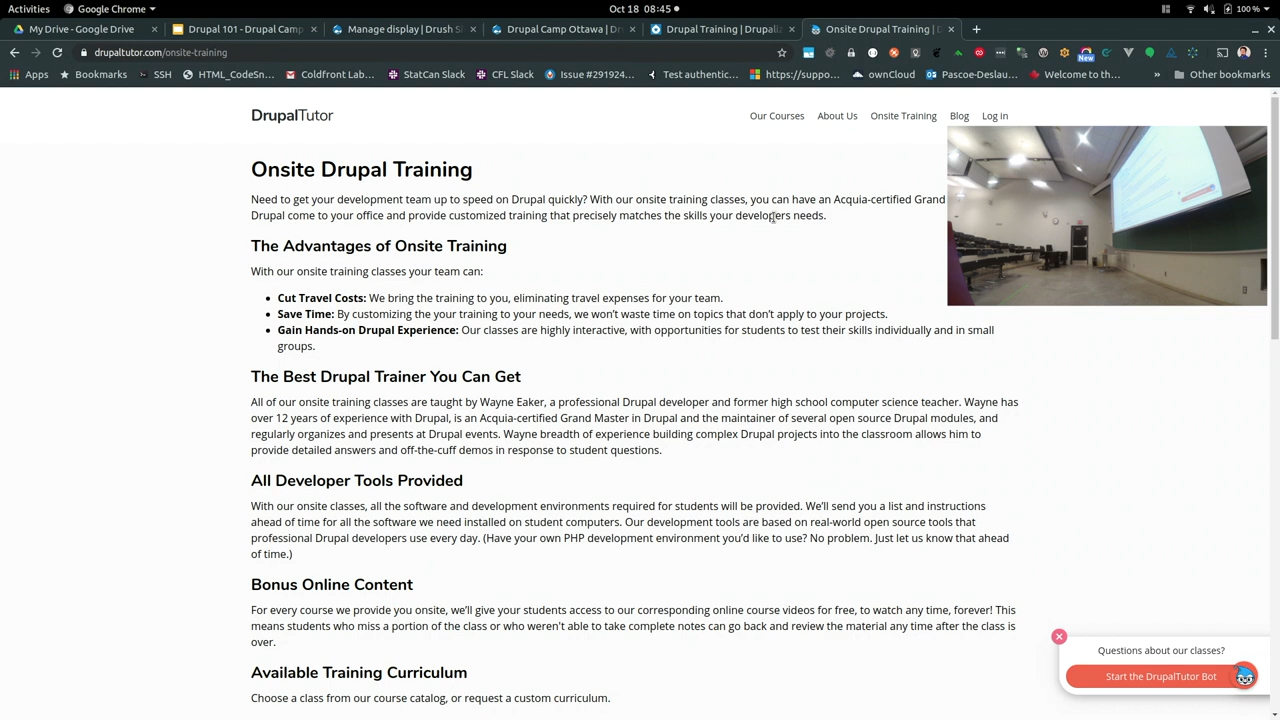 Activities Google Chrome Oct 18 08:45 100 %
My Drive - Google Drive Drupal 101 - Drupal Camp Manage display | Drush Si Drupal Camp Ottawa | Dr Drupal Training | Drupaliz Onsite Drupal Training | D
drupaltutor.com/onsite-training New
Apps Bookmarks SSH HTML_CodeSn... Coldfront Lab... StatCan Slack CFL Slack Issue #291924... Test authentic... https://suppo... ownCloud Pascoe-Deslau... Welcome to th... » Other bookmarks
DrupalTutor Our Courses About Us Onsite Training Blog Log in
Onsite Drupal Training
Need to get your development team up to speed on Drupal quickly? With our onsite training classes, you can have an Acquia-certified Grand
Drupal come to your office and provide customized training that precisely matches the skills your developers needs.
The Advantages of Onsite Training
With our onsite training classes your team can:
• Cut Travel Costs: We bring the training to you, eliminating travel expenses for your team.
• Save Time: By customizing the your training to your needs, we won't waste time on topics that don't apply to your projects.
• Gain Hands-on Drupal Experience: Our classes are highly interactive, with opportunities for students to test their skills individually and in small
groups.
The Best Drupal Trainer You Can Get
All of our onsite training classes are taught by Wayne Eaker, a professional Drupal developer and former high school computer science teacher. Wayne has
over 12 years of experience with Drupal, is an Acquia-certified Grand Master in Drupal and the maintainer of several open source Drupal modules, and
regularly organizes and presents at Drupal events. Wayne breadth of experience building complex Drupal projects into the classroom allows him to
provide detailed answers and off-the-cuff demos in response to student questions.
All Developer Tools Provided
With our onsite classes, all the software and development environments required for students will be provided. We'll send you a list and instructions
ahead of time for all the software we need installed on student computers. Our development tools are based on real-world open source tools that
professional Drupal developers use every day. (Have your own PHP development environment you'd like to use? No problem. Just let us know that ahead
of time.)
Bonus Online Content
For every course we provide you onsite, we'll give your students access to our corresponding online course videos for free, to watch any time, forever! This
means students who miss a portion of the class or who weren't able to take complete notes can go back and review the material any time after the class is
over.
Available Training Curriculum
Choose a class from our course catalog, or request a custom curriculum.
Questions about our classes?
Start the DrupalTutor Bot